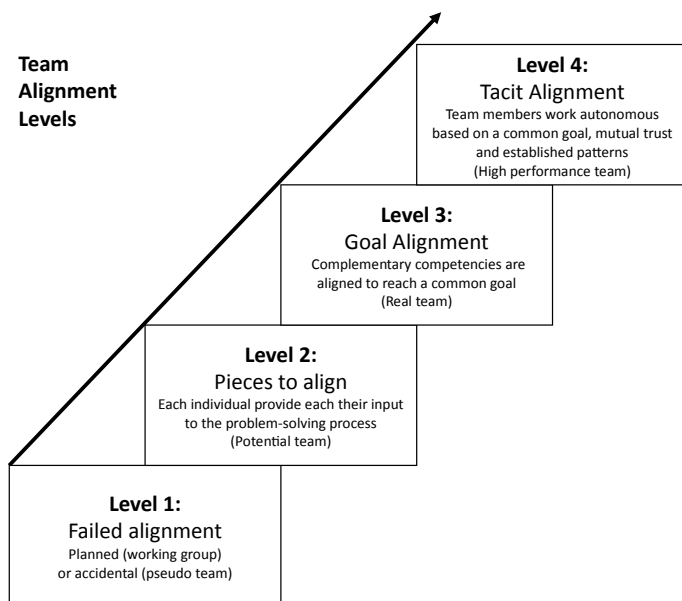 Team
Alignment
Levels
Level 4:
Tacit Alignment
Team members work autonomous
based on a common goal, mutual trust
and established patterns
(High performance team)
Level 3:
Goal Alignment
Complementary competencies are
aligned to reach a common goal
(Real team)
Level 2:
Pieces to align
Each individual provide each their input
to the problem-solving process
(Potential team)
Level 1:
Failed alignment
Planned (working group)
or accidental (pseudo team)